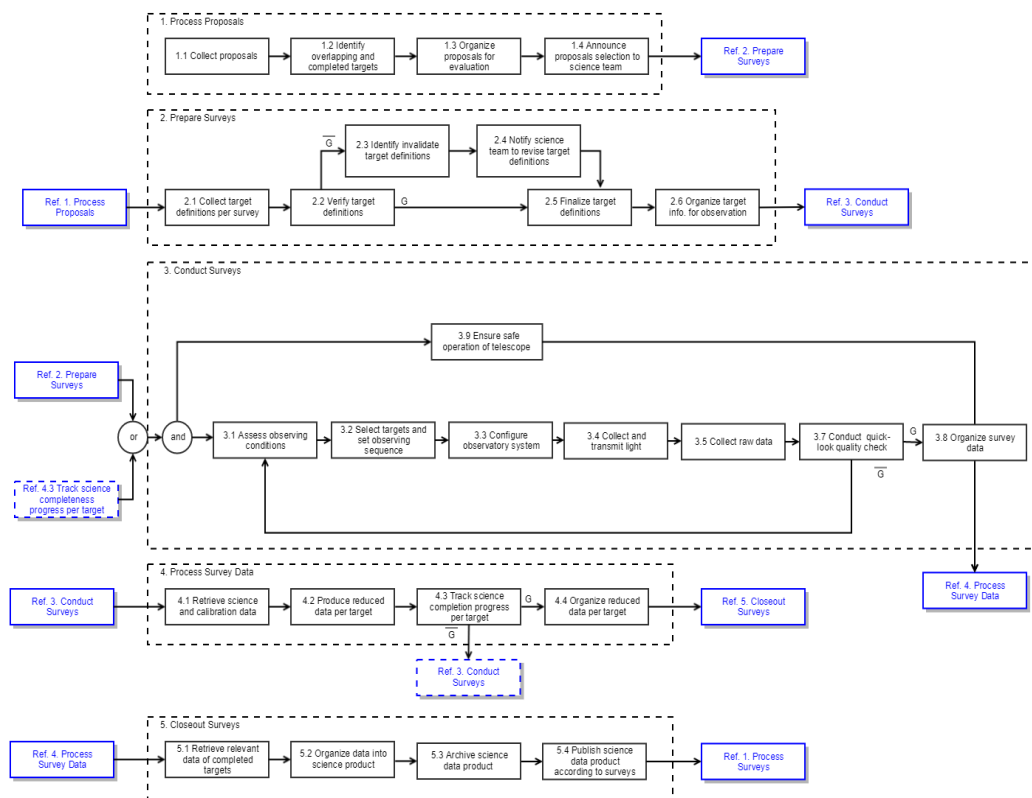 1. Process Proposals
1.1 Collect proposals
1.2 Identify
overlapping and
completed targets
1.3 Organize
proposals for
evaluation
1.4 Announce
proposals selection to
science team
Ref. 2. Prepare
Surveys
2. Prepare Surveys
G
2.3 Identify invalidate
target definitions
2.4 Notify science
team to revise target
definitions
Ref. 1. Process
Proposals
2.1 Collect target
definitions per survey
2.2 Verify target
definitions
G
2.5 Finalize target
definitions
2.6 Organize target
info. for observation
Ref. 3. Conduct
Surveys
3. Conduct Surveys
3.9 Ensure safe
operation of telescope
Ref. 2. Prepare
Surveys
or
and
3.1 Assess observing
conditions
3.2 Select targets and
set observing
sequence
3.3 Configure
observatory system
3.4 Collect and
transmit light
3.5 Collect raw data
3.7 Conduct quick-
look quality check
G
G
3.8 Organize survey
data
Ref. 4.3 Track science
completeness
progress per target
4. Process Survey Data
Ref. 3. Conduct
Surveys
4.1 Retrieve science
and calibration data
4.2 Produce reduced
data per target
4.3 Track science
completion progress
per target
G
G
4.4 Organize reduced
data per target
Ref. 5. Closeout
Surveys
Ref. 4. Process
Survey Data
Ref. 3. Conduct
Surveys
5. Closeout Surveys
Ref. 4. Process
Survey Data
5.1 Retrieve relevant
data of completed
targets
5.2 Organize data into
science product
5.3 Archive science
data product
5.4 Publish science
data product
according to surveys
Ref. 1. Process
Surveys